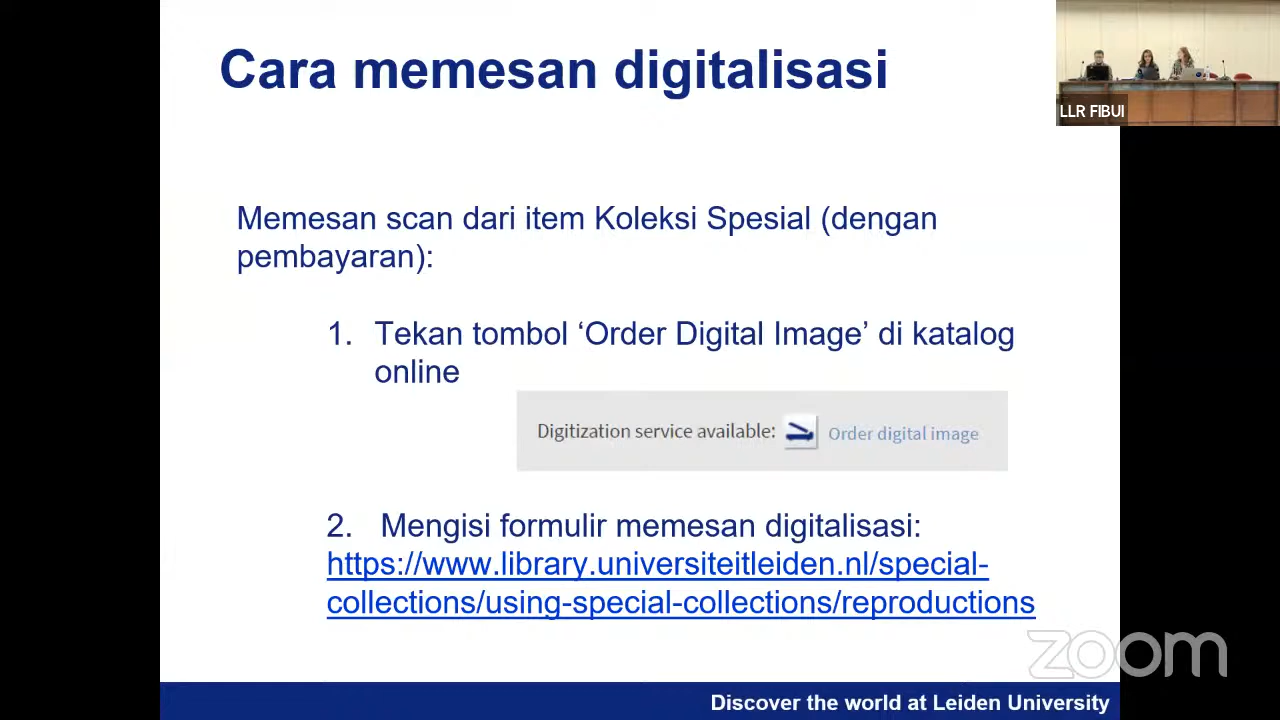 Cara memesan digitalisasi
LLR FIBUI
Memesan scan dari item Koleksi Spesial (dengan
pembayaran):
1. Tekan tombol ‘Order Digital Image’ di katalog
online
Digitization service available: Order digital image
2. Mengisi formulir memesan digitalisasi:
https://www.library.universiteitleiden.nl/special-
collections/using-special-collections/reproductions
zoom
Discover the world at Leiden University